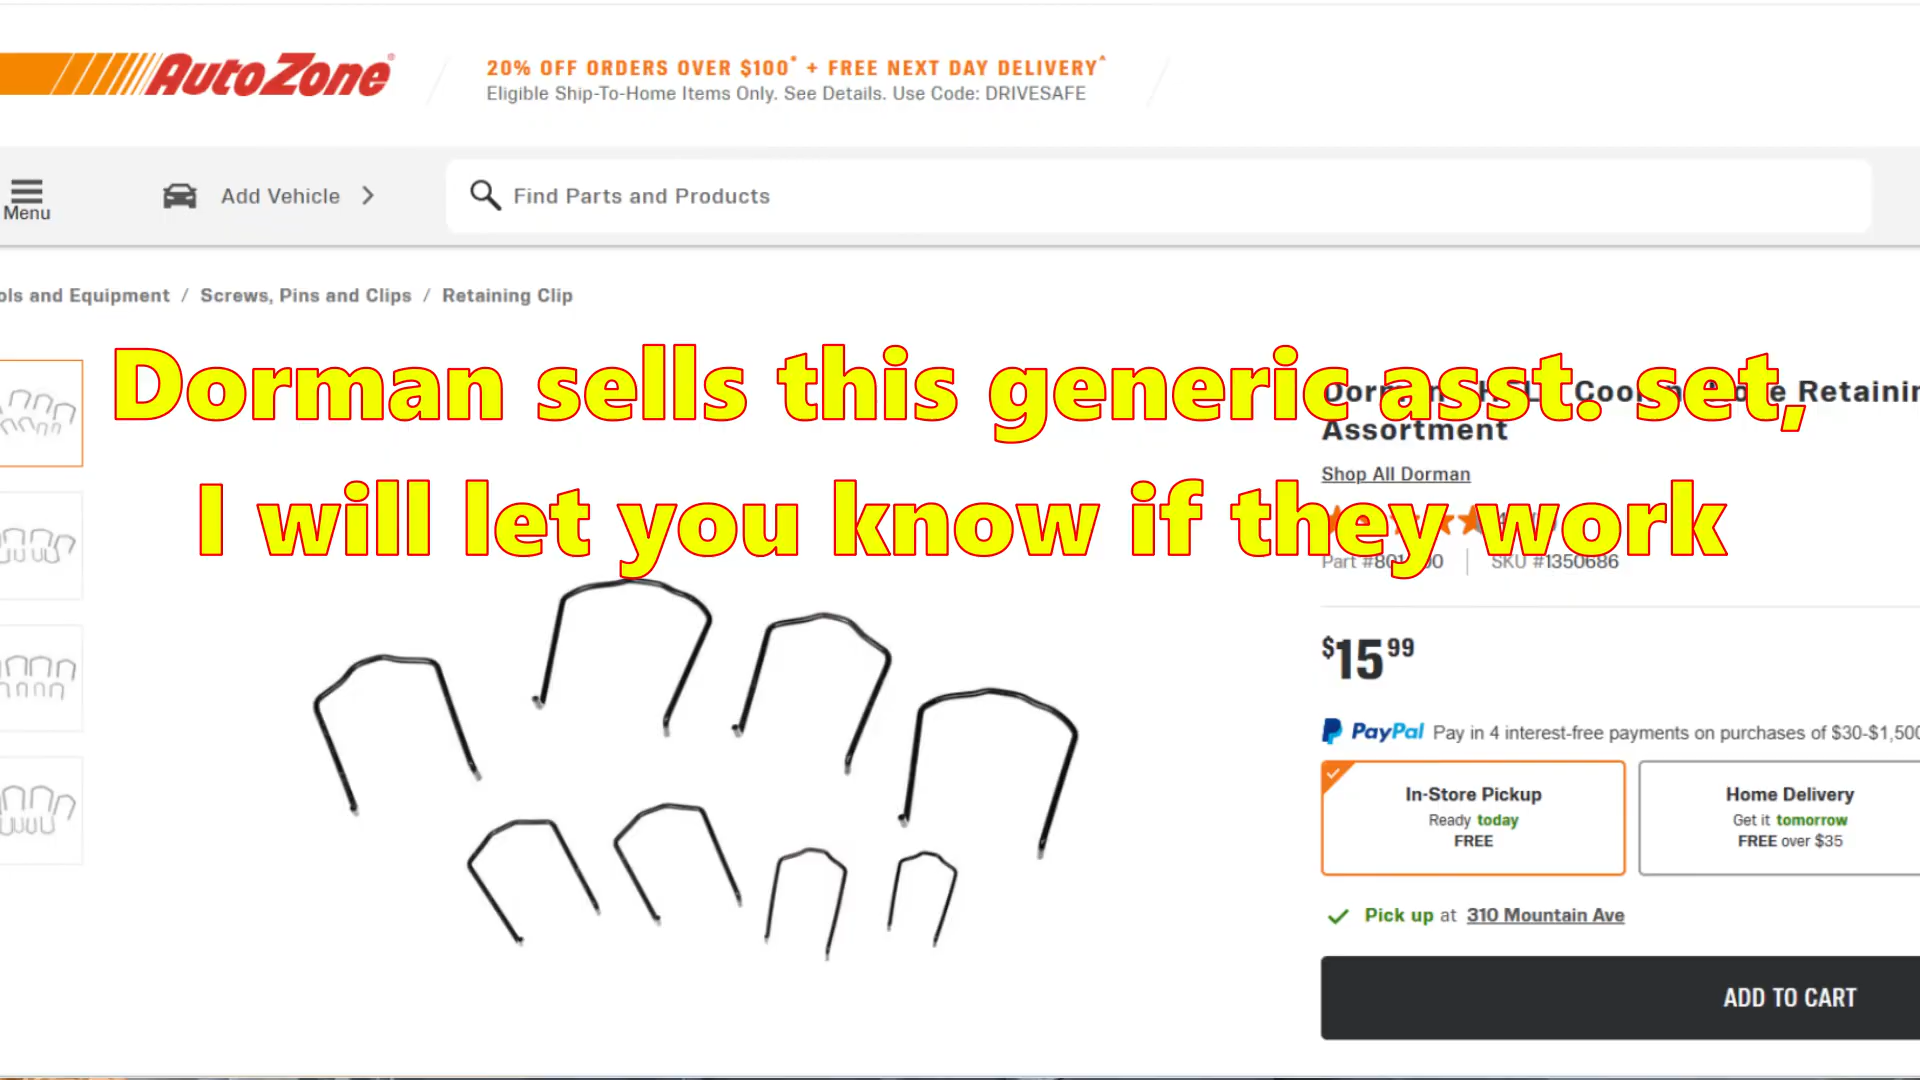 AutoZone
20% OFF ORDERS OVER $100* + FREE NEXT DAY DELIVERY^
Eligible Ship-To-Home Items Only. See Details. Use Code: DRIVESAFE
Menu
Add Vehicle
Find Parts and Products
and Equipment / Screws, Pins and Clips / Retaining Clip
Dorman sells this generic asst. set,
I will let you know if they work
Assortment
Shop All Dorman
SKU #1350686
$15 99
PayPal Pay in 4 interest-free payments on purchases of $30-$1,500
In-Store Pickup
Ready today
FREE
Home Delivery
Get it tomorrow
FREE over $35
Pick up at 310 Mountain Ave
ADD TO CART